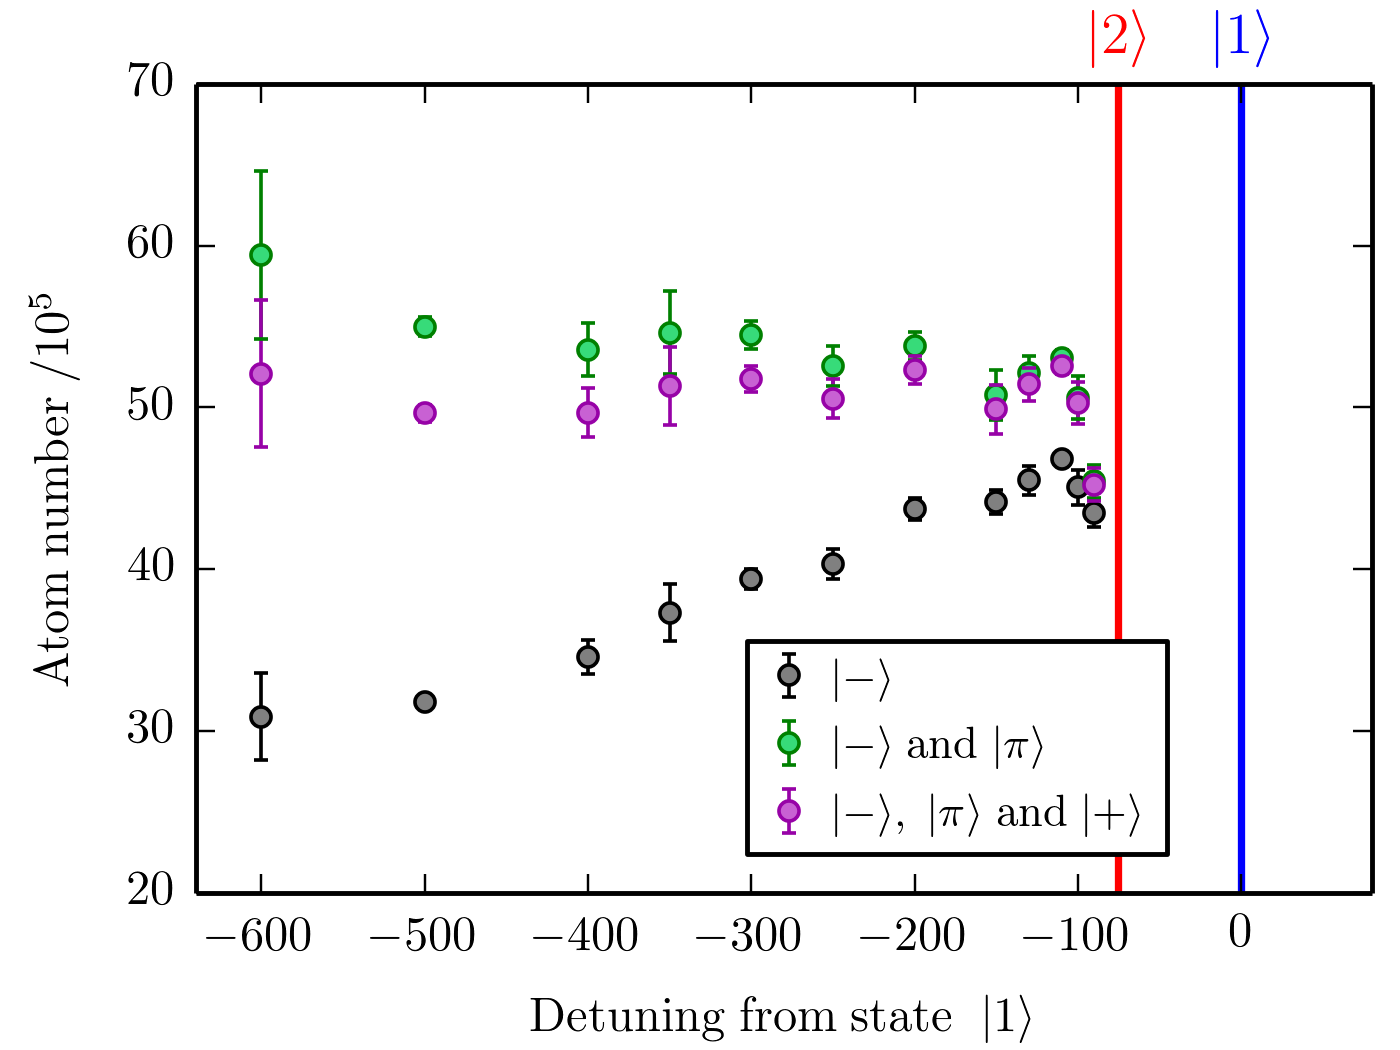 |2⟩ |1⟩
70
60
50
40
30
20
Atom number /10⁵
|−⟩
|−⟩ and |π⟩
|−⟩, |π⟩ and |+⟩
−600 −500 −400 −300 −200 −100 0
Detuning from state |1⟩